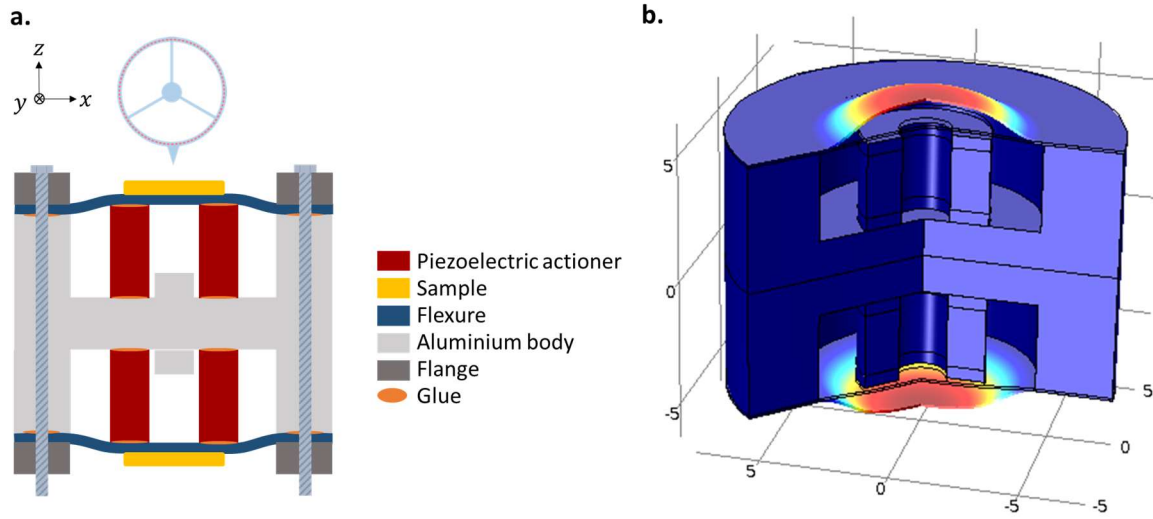 a.
z
y
x
Piezoelectric actioner
Sample
Flexure
Aluminium body
Flange
Glue
b.
5
0
-5
5
0
-5
5
0
-5